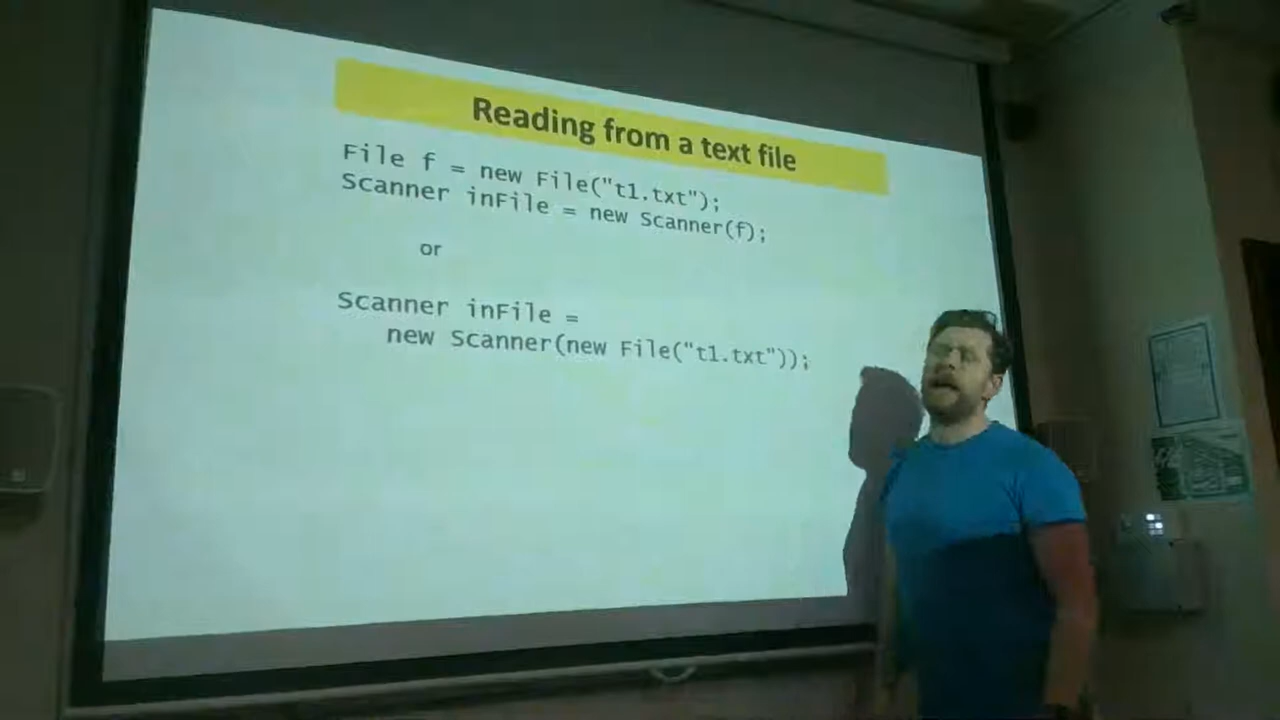 Reading from a text file
File f = new File("t1.txt");
Scanner inFile = new Scanner(f);
or
Scanner inFile =
new Scanner(new File("t1.txt"));